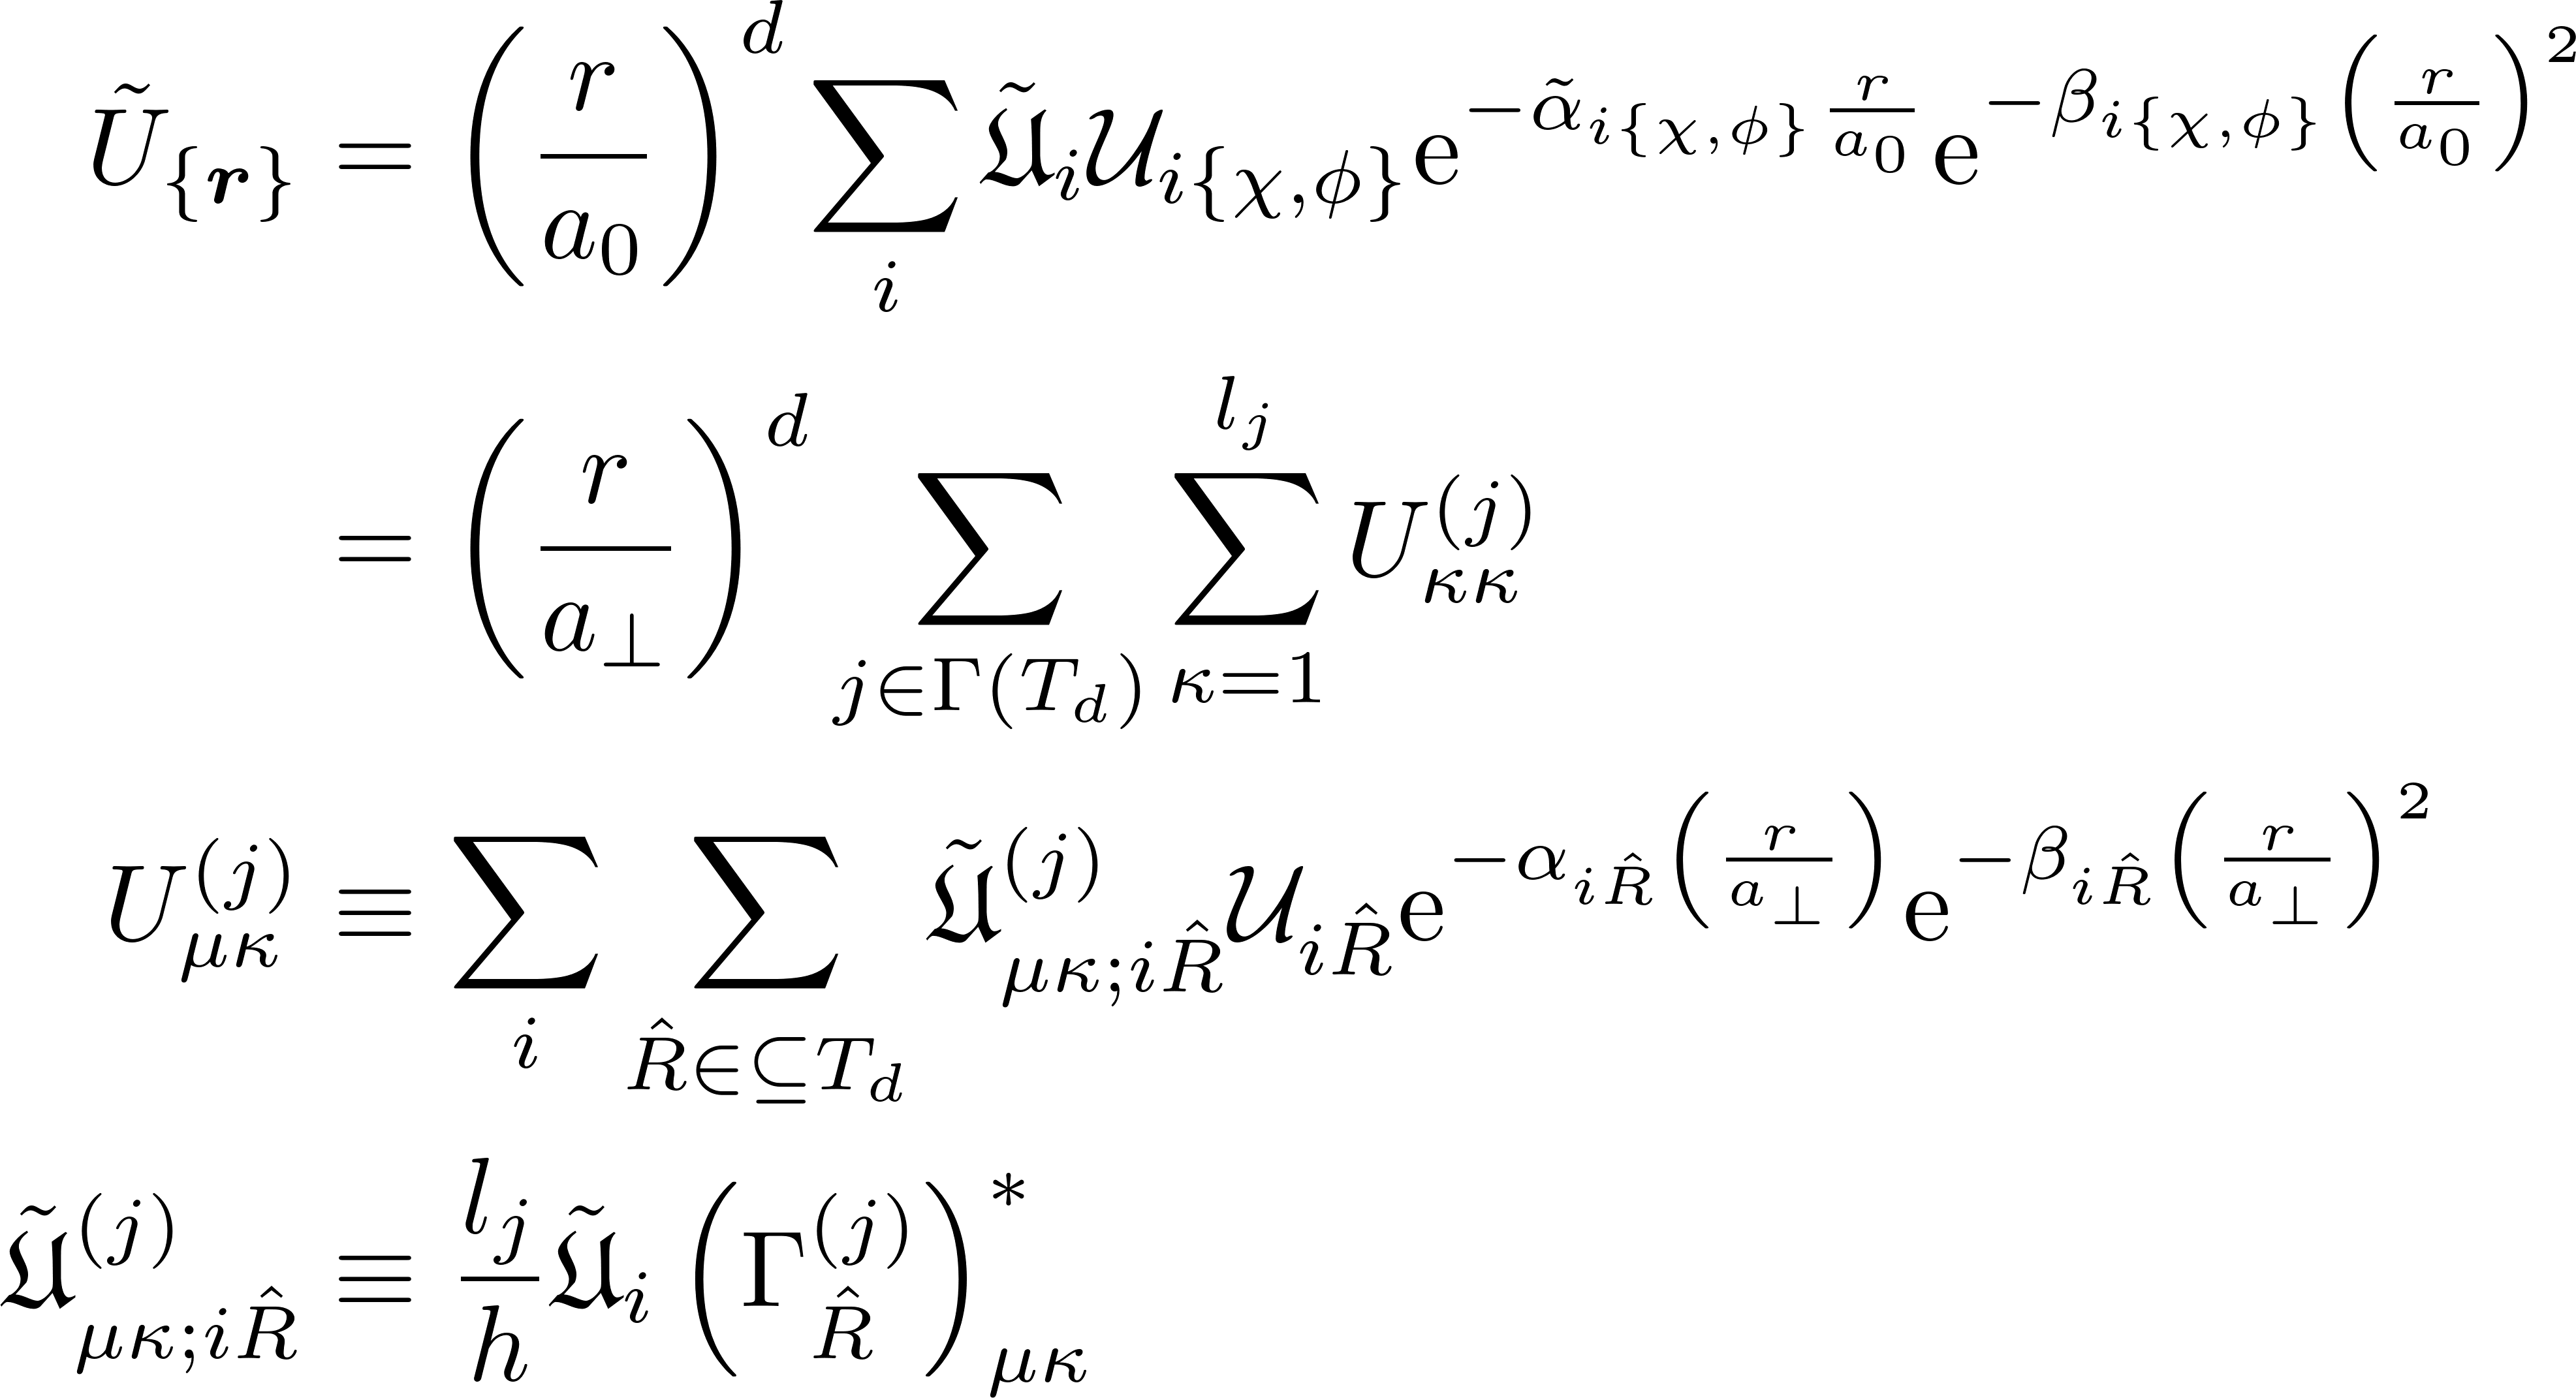 \tilde{U}_{\{\boldsymbol{r}\}} = \left(\frac{r}{a_0}\right)^d \sum_i \tilde{\mathfrak{U}}_i \mathcal{U}_{i\{\chi,\phi\}} \mathrm{e}^{-\tilde{\alpha}_{i\{\chi,\phi\}} \frac{r}{a_0}} \mathrm{e}^{-\beta_{i\{\chi,\phi\}} \left(\frac{r}{a_0}\right)^2}
= \left(\frac{r}{a_\perp}\right)^d \sum_{j \in \Gamma(T_d)} \sum_{\kappa=1}^{l_j} U_{\kappa\kappa}^{(j)}
U_{\mu\kappa}^{(j)} \equiv \sum_i \sum_{\hat{R} \in \subseteq T_d} \tilde{\mathfrak{U}}_{\mu\kappa;i\hat{R}}^{(j)} \mathcal{U}_{i\hat{R}} \mathrm{e}^{-\alpha_{i\hat{R}} \left(\frac{r}{a_\perp}\right)} \mathrm{e}^{-\beta_{i\hat{R}} \left(\frac{r}{a_\perp}\right)^2}
\tilde{\mathfrak{U}}_{\mu\kappa;i\hat{R}}^{(j)} \equiv \frac{l_j}{h} \tilde{\mathfrak{U}}_i \left(\Gamma_{\hat{R}}^{(j)}\right)_{\mu\kappa}^{*}